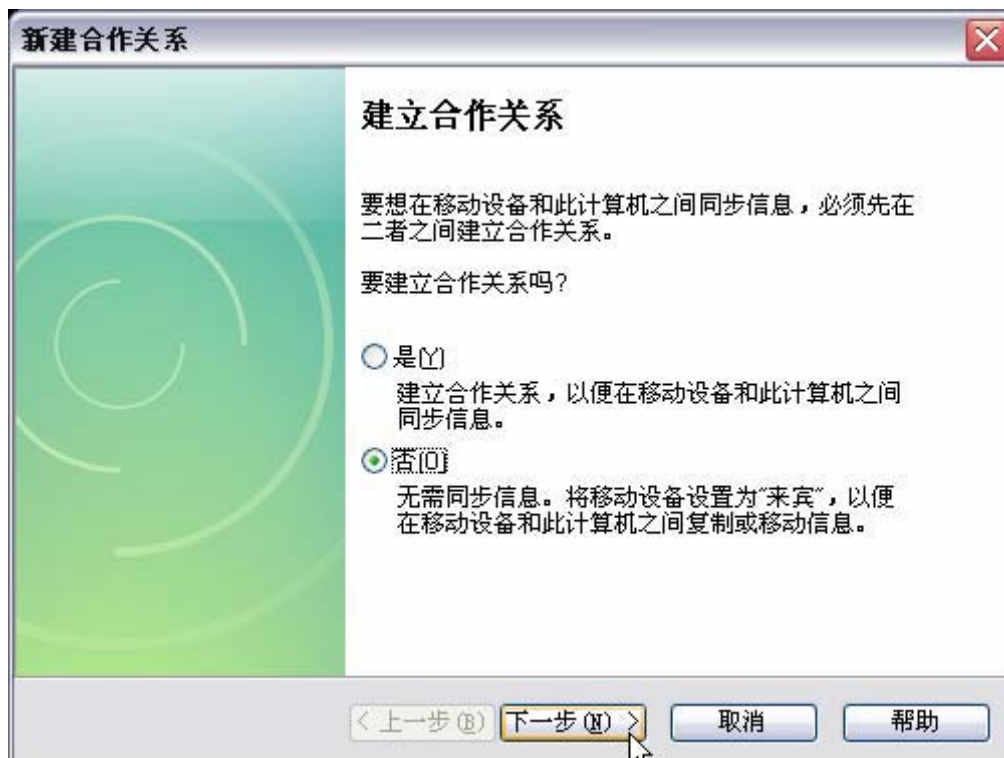 新建合作关系
建立合作关系
要想在移动设备和此计算机之间同步信息，必须先在
二者之间建立合作关系。
要建立合作关系吗?
是(Y)
建立合作关系，以便在移动设备和此计算机之间
同步信息。
否(O)
无需同步信息。将移动设备设置为"来宾"，以便
在移动设备和此计算机之间复制或移动信息。
< 上一步(B)
下一步(N) >
取消
帮助